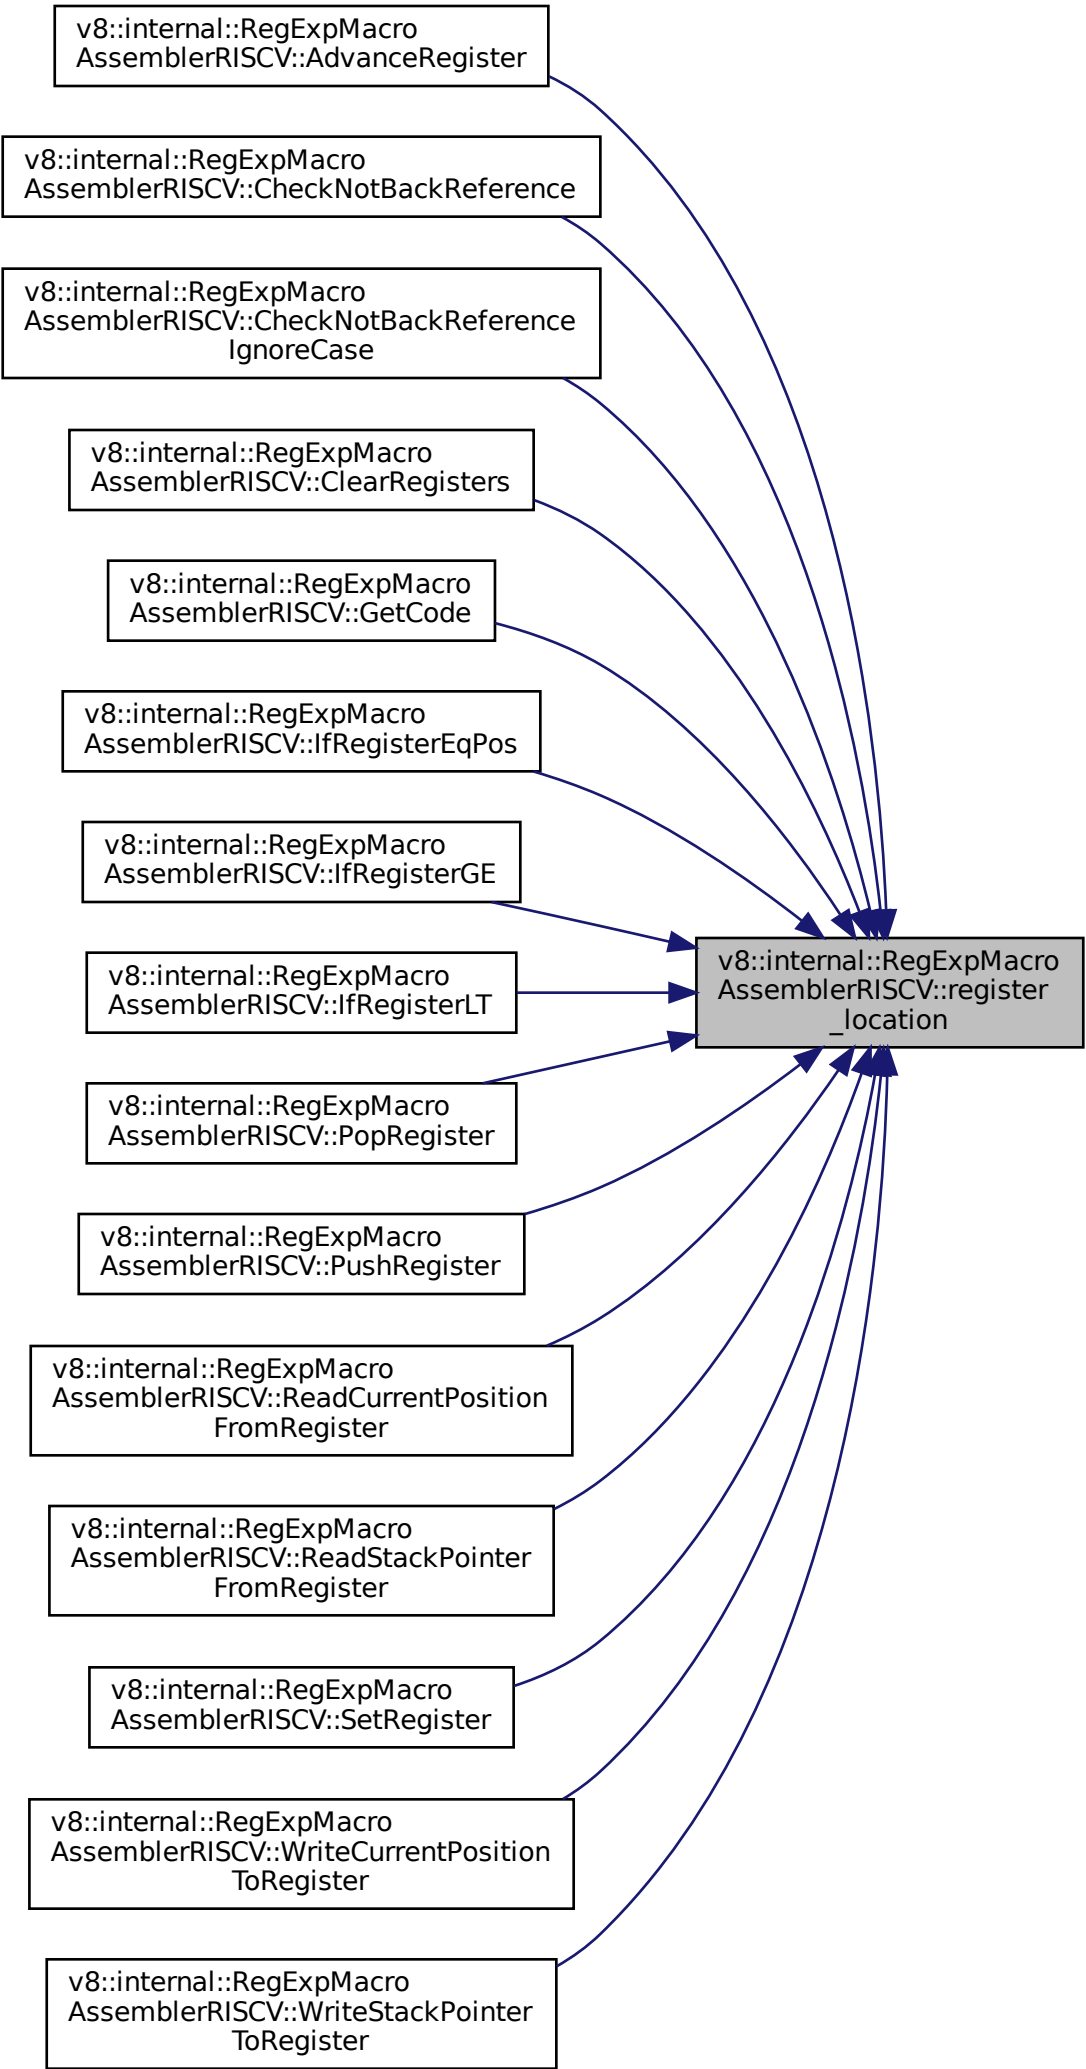 v8::internal::RegExpMacro
AssemblerRISCV::AdvanceRegister
v8::internal::RegExpMacro
AssemblerRISCV::CheckNotBackReference
v8::internal::RegExpMacro
AssemblerRISCV::CheckNotBackReference
IgnoreCase
v8::internal::RegExpMacro
AssemblerRISCV::ClearRegisters
v8::internal::RegExpMacro
AssemblerRISCV::GetCode
v8::internal::RegExpMacro
AssemblerRISCV::IfRegisterEqPos
v8::internal::RegExpMacro
AssemblerRISCV::IfRegisterGE
v8::internal::RegExpMacro
AssemblerRISCV::IfRegisterLT
v8::internal::RegExpMacro
AssemblerRISCV::PopRegister
v8::internal::RegExpMacro
AssemblerRISCV::PushRegister
v8::internal::RegExpMacro
AssemblerRISCV::ReadCurrentPosition
FromRegister
v8::internal::RegExpMacro
AssemblerRISCV::ReadStackPointer
FromRegister
v8::internal::RegExpMacro
AssemblerRISCV::SetRegister
v8::internal::RegExpMacro
AssemblerRISCV::WriteCurrentPosition
ToRegister
v8::internal::RegExpMacro
AssemblerRISCV::WriteStackPointer
ToRegister
v8::internal::RegExpMacro
AssemblerRISCV::register
_location